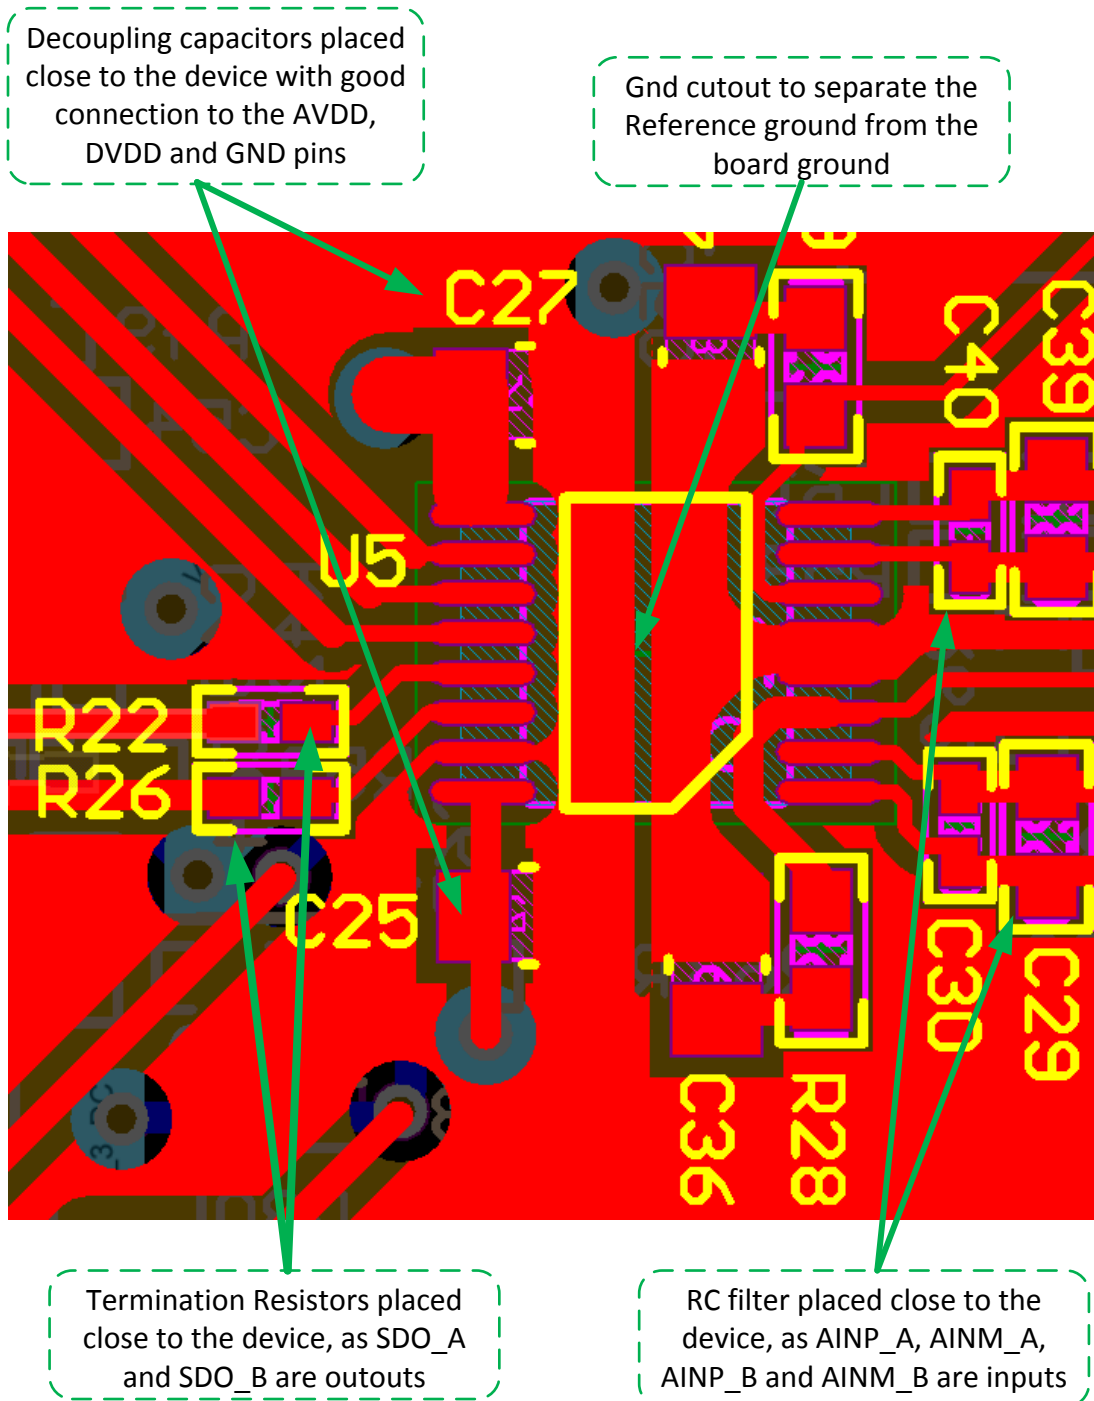 Decoupling capacitors placed
close to the device with good
connection to the AVDD,
DVDD and GND pins
Gnd cutout to separate the
Reference ground from the
board ground
C27
C40
C39
U5
R22
R26
C25
C30
C29
C36
R28
Termination Resistors placed
close to the device, as SDO_A
and SDO_B are outouts
RC filter placed close to the
device, as AINP_A, AINM_A,
AINP_B and AINM_B are inputs